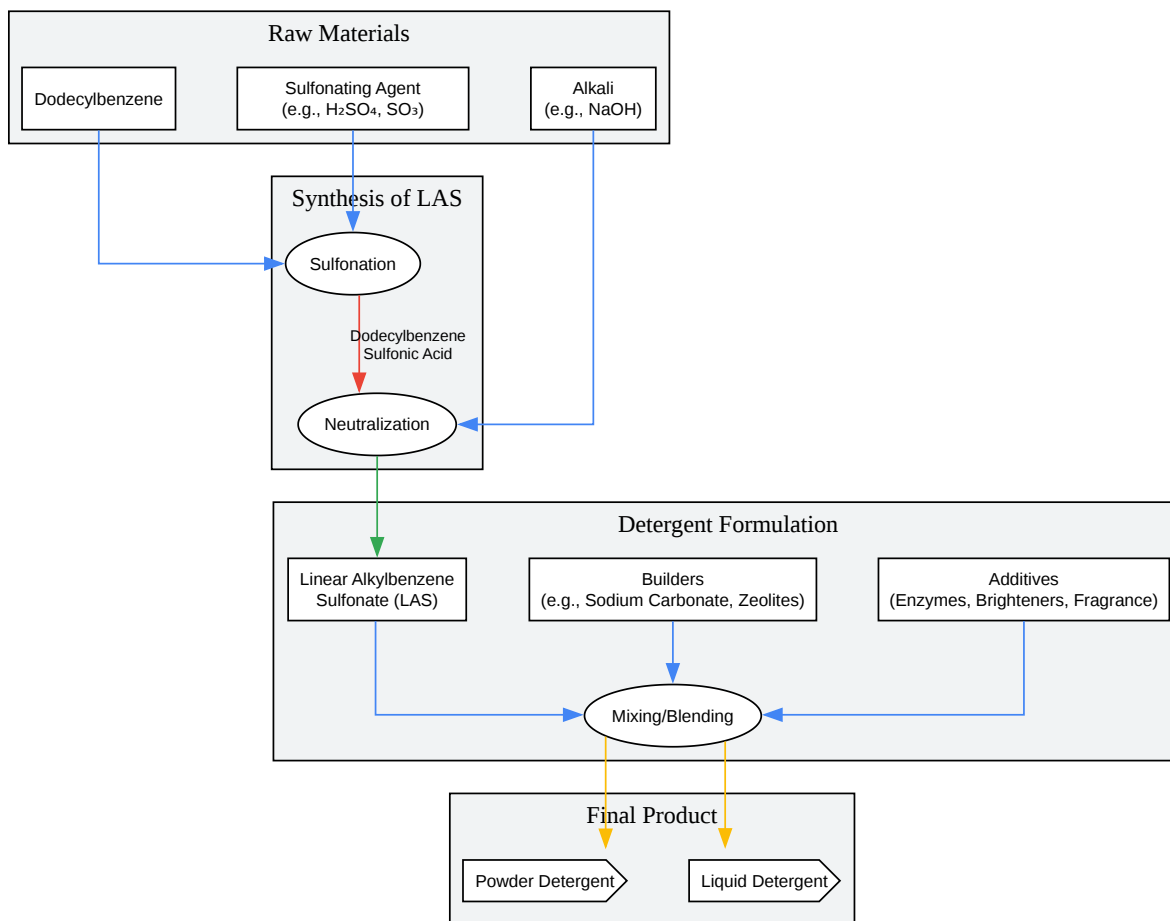 Raw Materials
Dodecylbenzene
Sulfonating Agent
(e.g., H₂SO₄, SO₃)
Alkali
(e.g., NaOH)
Synthesis of LAS
Sulfonation
Dodecylbenzene
Sulfonic Acid
Neutralization
Detergent Formulation
Linear Alkylbenzene
Sulfonate (LAS)
Builders
(e.g., Sodium Carbonate, Zeolites)
Additives
(Enzymes, Brighteners, Fragrance)
Mixing/Blending
Final Product
Powder Detergent
Liquid Detergent